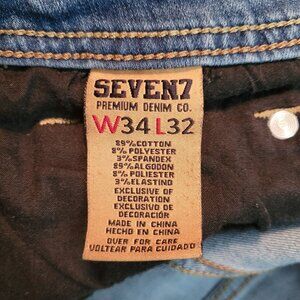 SEVEN7
PREMIUM DENIM CO.
W34 L32
89%COTTON
8% POLYESTER
3%SPANDEX
89%ALGODON
8% POLIESTER
3%ELASTINO
EXCLUSIVE OF
DECORATION
EXCLUSIVO DE
DECORACIÓN
MADE IN CHINA
HECHO EN CHINA
OVER FOR CARE
VOLTEAR PARA CUIDADO